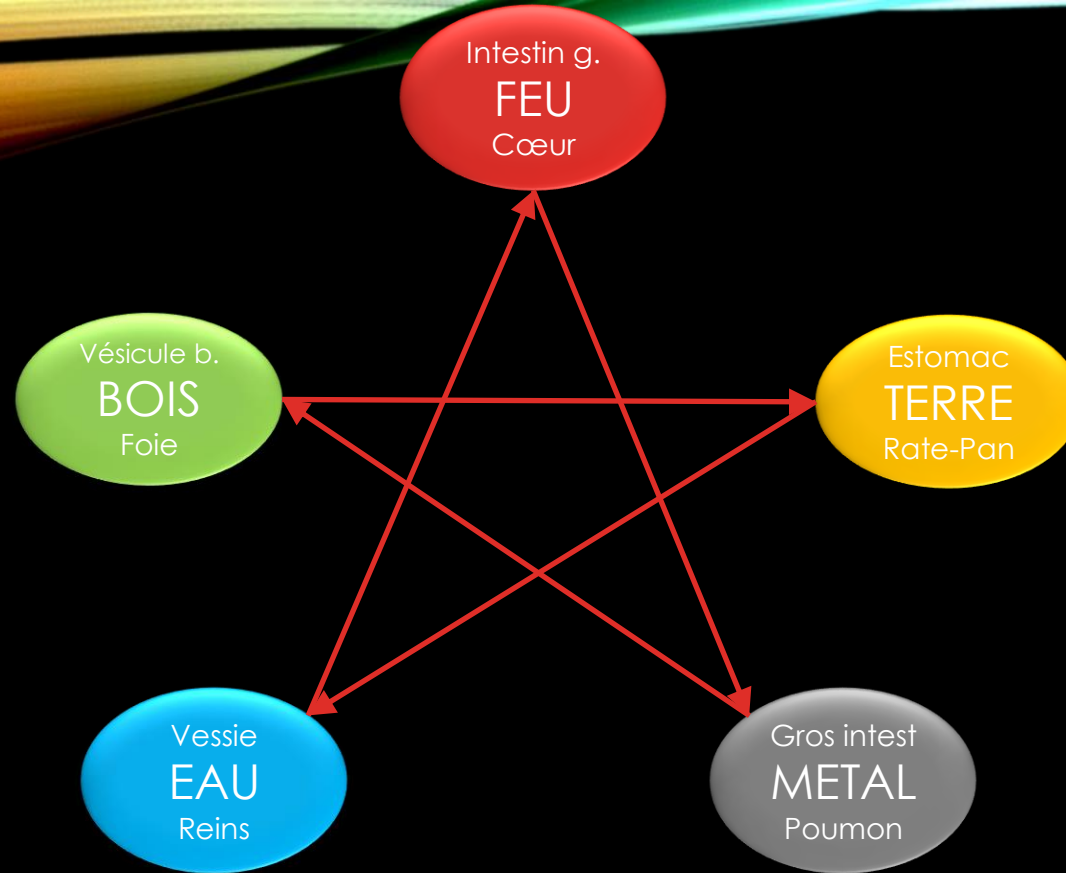 Intestin g.
FEU
Cœur
Vésicule b.
BOIS
Foie
Estomac
TERRE
Rate-Pan
Vessie
EAU
Reins
Gros intest
METAL
Poumon